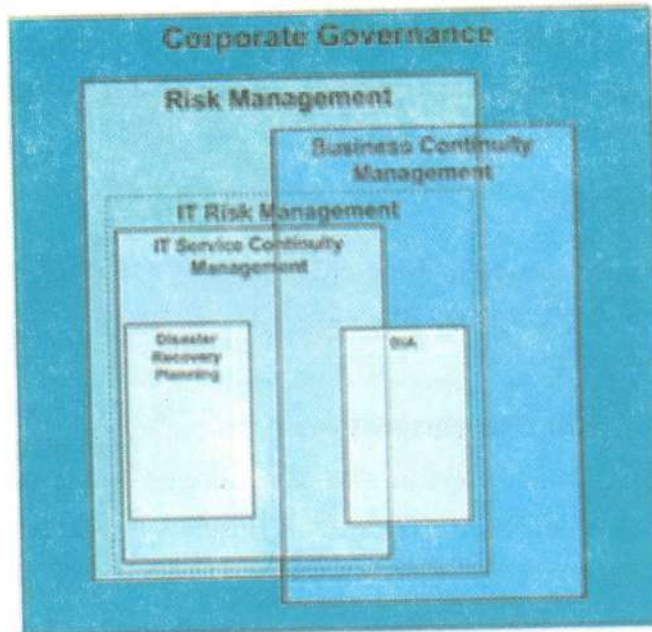 Corporate Governance
Risk Management
Business Continuity
Management
IT Risk Management
IT Service Continuity
Management
Disaster
Recovery
Planning
BIA